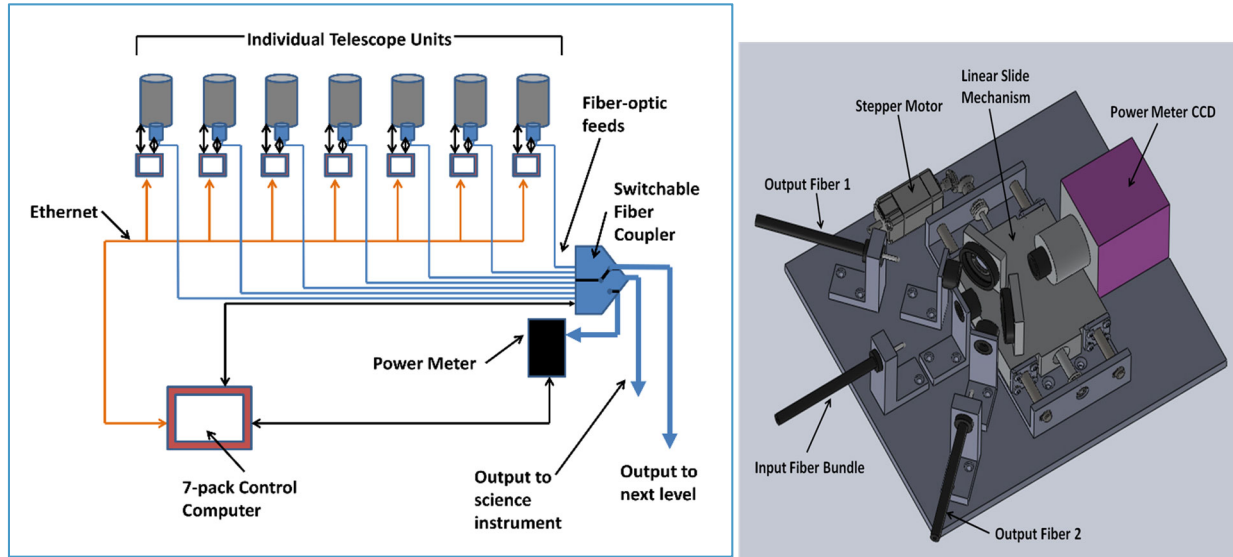 Individual Telescope Units
Fiber-optic
feeds
Switchable
Fiber
Coupler
Ethernet
Power Meter
7-pack Control
Computer
Output to
science
instrument
Output to
next level
Linear Slide
Mechanism
Stepper Motor
Power Meter CCD
Output Fiber 1
Input Fiber Bundle
Output Fiber 2